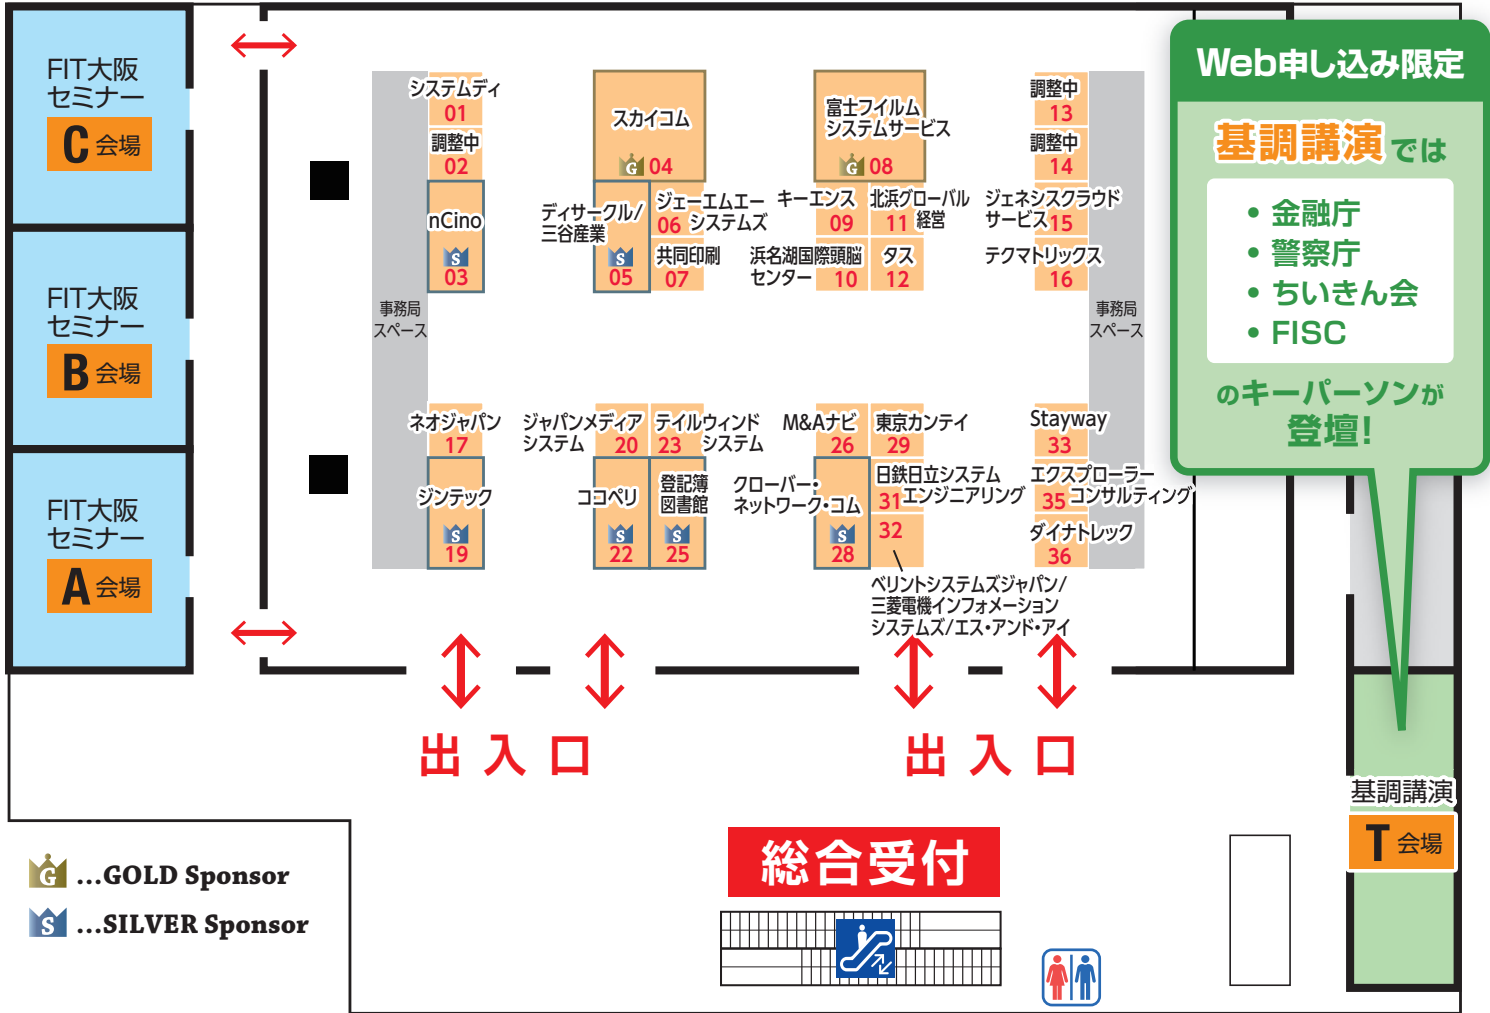 FIT大阪
セミナー
C 会場
FIT大阪
セミナー
B 会場
FIT大阪
セミナー
A 会場
事務局
スペース
システムディ
01
調整中
02
nCino
S
03
スカイコム
G 04
ディサークル/
三谷産業
S
05
ジェーエムエー
06 システムズ
共同印刷
07
富士フイルム
システムサービス
G 08
キーエンス
09
浜名湖国際頭脳
センター 10
北浜グローバル
11 経営
タス
12
調整中
13
調整中
14
ジェネシスクラウド
サービス 15
テクマトリックス
16
事務局
スペース
ネオジャパン
17
ジンテック
S
19
ジャパンメディア
システム 20
ココペリ
S
22
テイルウィンド
23 システム
登記簿
図書館
S
25
M&Aナビ
26
クローバー・
ネットワーク・コム
S
28
東京カンテイ
29
日鉄日立システム
31 エンジニアリング
32
ベリントシステムズジャパン/
三菱電機インフォメーション
システムズ/エス・アンド・アイ
Stayway
33
エクスプローラー
35 コンサルティング
ダイナトレック
36
出入口
出入口
Web申し込み限定
基調講演では
• 金融庁
• 警察庁
• ちいきん会
• FISC
のキーパーソンが
登壇！
基調講演
T 会場
総合受付
G …GOLD Sponsor
S …SILVER Sponsor